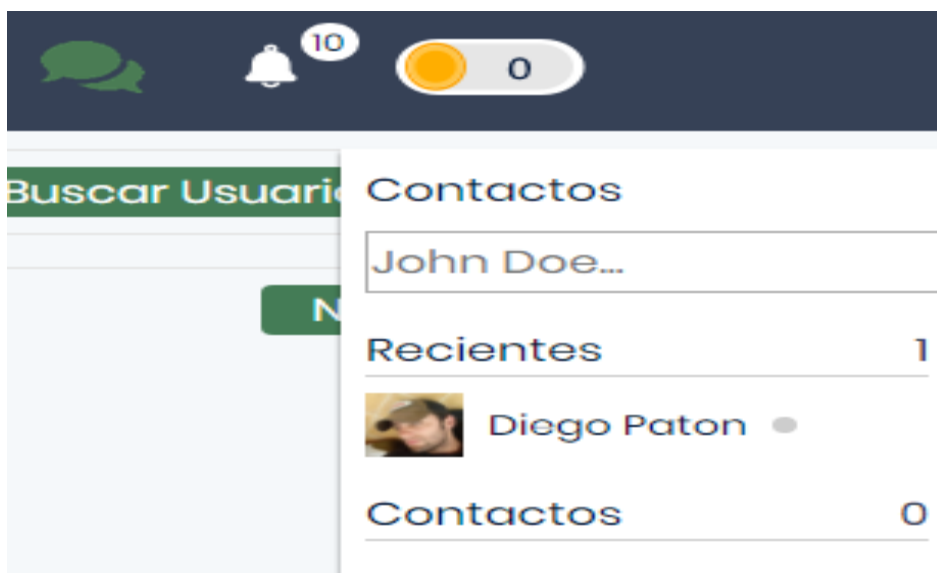 10
0
Buscar Usuari
Contactos
John Doe...
N
Recientes 1
Diego Paton
Contactos 0